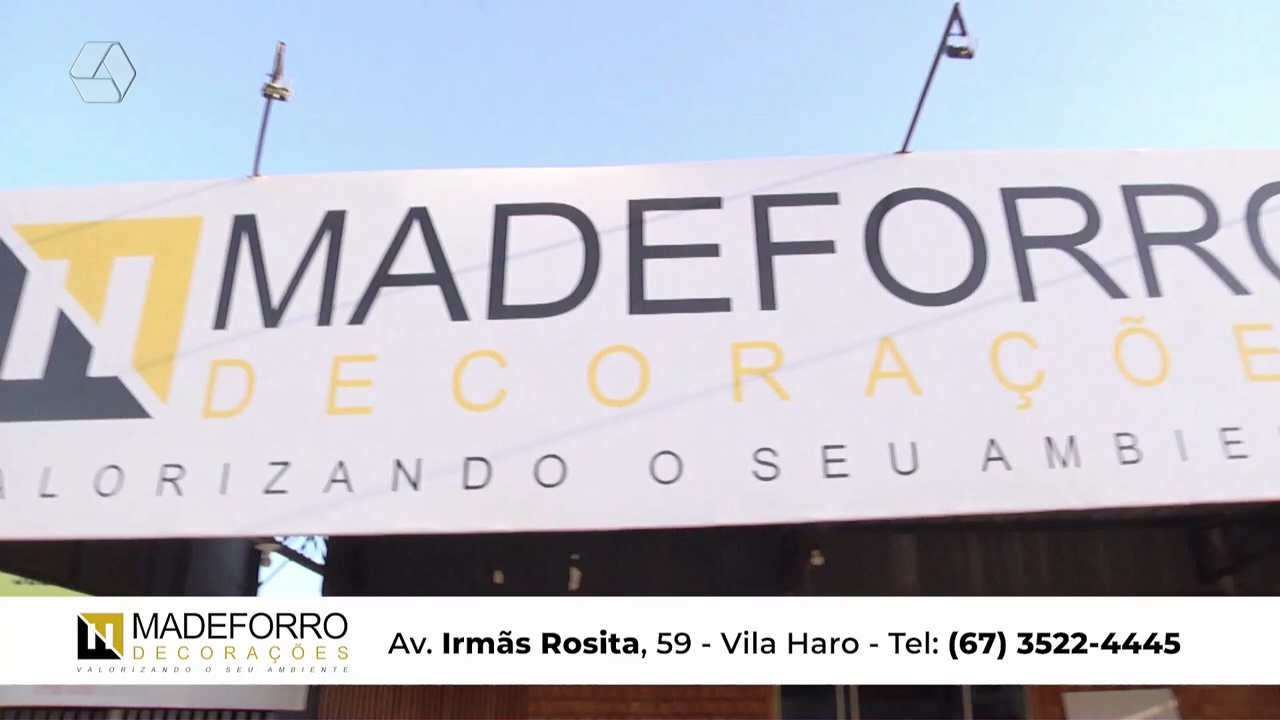 MADEFORRO
DECORAÇÕE
ALORIZANDO O SEU AMBIE
MADEFORRO
DECORAÇÕES
VALORIZANDO O SEU AMBIENTE
Av. Irmãs Rosita, 59 - Vila Haro - Tel: (67) 3522-4445